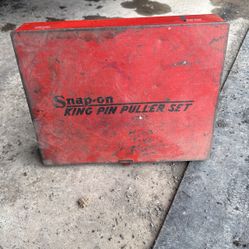 Snap-on
KING PIN PULLER SET